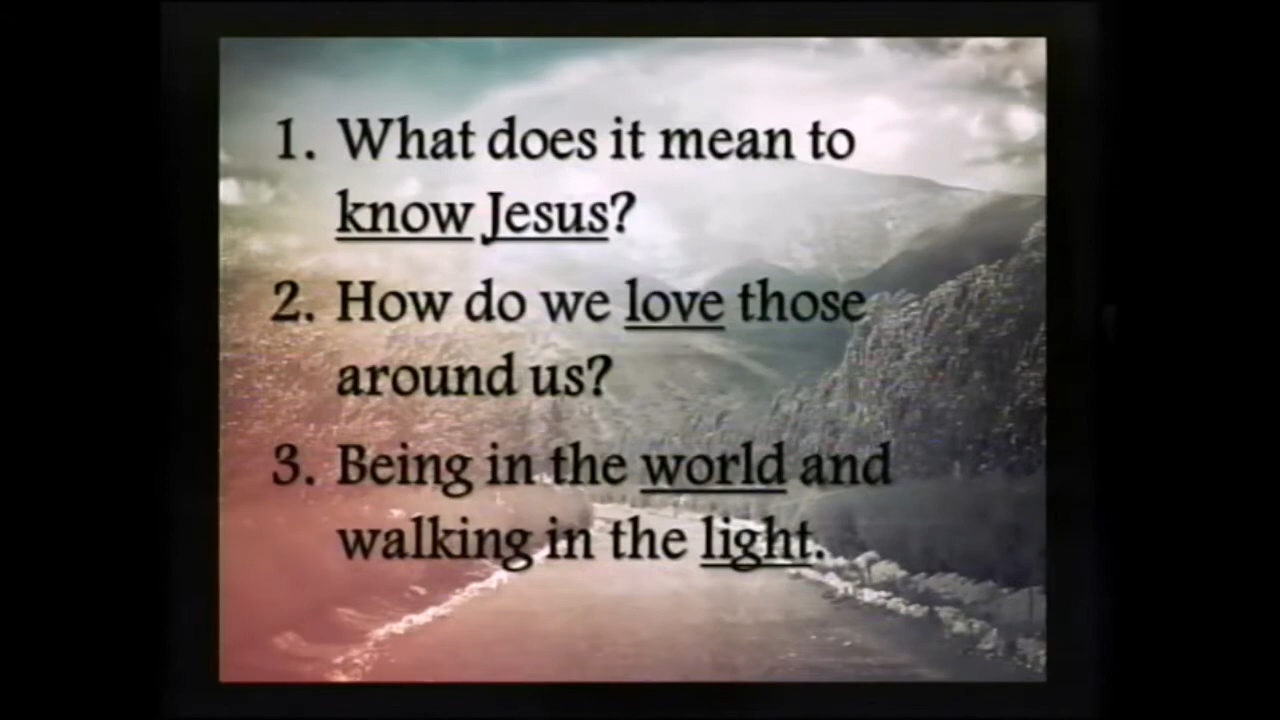 1. What does it mean to
know Jesus?
2. How do we love those
around us?
3. Being in the world and
walking in the light.